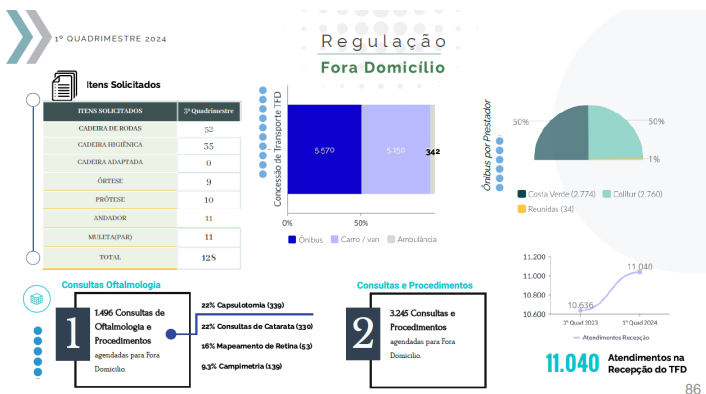 1º QUADRIMESTRE 2024
Regulação
Fora Domicílio
Itens Solicitados
ITENS SOLICITADOS 3º Quadrimestre
CADEIRA DE RODAS 52
CADEIRA HIGIÊNICA 35
CADEIRA ADAPTADA 0
ÓRTESE 9
PRÓTESE 10
ANDADOR 11
MULETA(PAR) 11
TOTAL 128
Concessão de Transporte TFD
5.570 5.150 342
0% 50%
Ônibus Carro / van Ambulância
Ônibus por Prestador
50% 50%
1%
Costa Verde (2.774) Colitur (2.760)
Reunidas (34)
Consultas Oftalmologia
1
1.496 Consultas de
Oftalmologia e
Procedimentos
agendadas para Fora
Domicílio.
22% Capsulotomia (339)
22% Consultas de Catarata (330)
16% Mapeamento de Retina (53)
9,3% Campimetria (139)
Consultas e Procedimentos
2
3.245 Consultas e
Procedimentos
agendadas para Fora
Domicílio.
11.200
11.000
10.800
10.600
10.636
11.040
3º Quad 2023 1º Quad 2024
Atendimentos Recepção
11.040
Atendimentos na
Recepção do TFD
86